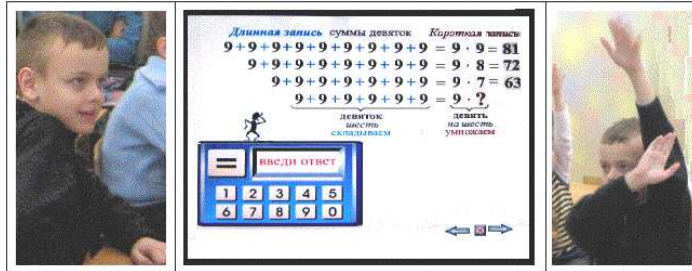 Длинная запись суммы девяток Короткая запись
9+9+9+9+9+9+9+9+9 = 9 · 9 = 81
9+9+9+9+9+9+9+9 = 9 · 8 = 72
9+9+9+9+9+9+9 = 9 · 7 = 63
9+9+9+9+9+9 = 9 · ?
девяток девять
шесть на шесть
складываем умножаем
= ВВЕДИ ОТВЕТ
1 2 3 4 5
6 7 8 9 0